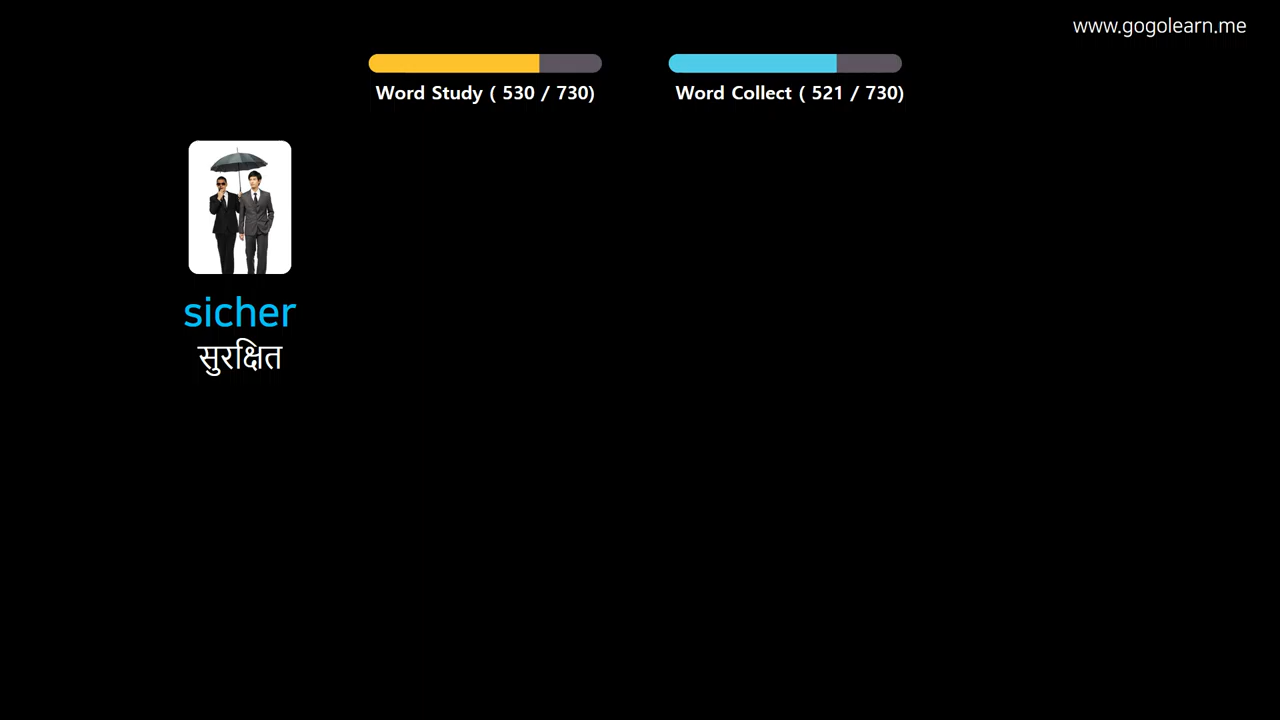 www.gogolearn.me
Word Study ( 530 / 730)
Word Collect ( 521 / 730)
sicher
सुरक्षित